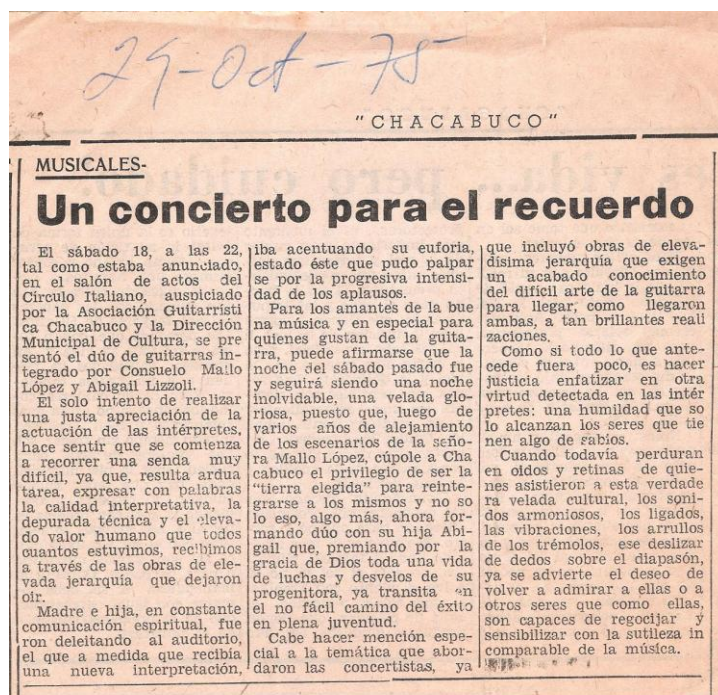 29-Oct-75
"CHACABUCO"
MUSICALES-
Un concierto para el recuerdo
El sábado 18, a las 22,
tal como estaba anunciado,
en el salón de actos del
Círculo Italiano, auspiciado
por la Asociación Guitarrísti
ca Chacabuco y la Dirección
Municipal de Cultura, se pre
sentó el dúo de guitarras in-
tegrado por Consuelo Mallo
López y Abigail Lizzoli.
El solo intento de realizar
una justa apreciación de la
actuación de las intérpretes,
hace sentir que se comienza
a recorrer una senda muy
difícil, ya que, resulta ardua
tarea, expresar con palabras
la calidad interpretativa, la
depurada técnica y el eleva-
do valor humano que todos
cuantos estuvimos, recibimos
a través de las obras de ele-
vada jerarquía que dejaron
oir.
Madre e hija, en constante
comunicación espiritual, fue
ron deleitando al auditorio,
el que a medida que recibía
una nueva interpretación,
iba acentuando su euforia,
estado éste que pudo palpar
se por la progresiva intensi-
dad de los aplausos.
Para los amantes de la bue
na música y en especial para
quienes gustan de la guita-
rra, puede afirmarse que la
noche del sábado pasado fue
y seguirá siendo una noche
inolvidable, una velada glo-
riosa, puesto que, luego de
varios años de alejamiento
de los escenarios de la seño-
ra Mallo López, cúpole a Cha
cabuco el privilegio de ser la
"tierra elegida" para reinte-
grarse a los mismos y no so
lo eso, algo más, ahora for-
mando dúo con su hija Abi-
gail que, premiando por la
gracia de Dios toda una vida
de luchas y desvelos de su
progenitora, ya transita en
el no fácil camino del éxito
en plena juventud.
Cabe hacer mención espe-
cial a la temática que abor-
daron las concertistas, ya
que incluyó obras de eleva-
dísima jerarquía que exigen
un acabado conocimiento
del difícil arte de la guitarra
para llegar, como llegaron
ambas, a tan brillantes reali
zaciones.
Como si todo lo que ante-
cede fuera poco, es hacer
justicia enfatizar en otra
virtud detectada en las intér
pretes: una humildad que so
lo alcanzan los seres que tie
nen algo de sabios.
Cuando todavía perduran
en oídos y retinas de quie-
nes asistieron a esta verdade
ra velada cultural, los soni-
dos armoniosos, los ligados,
las vibraciones, los arrullos
de los trémolos, ese deslizar
de dedos sobre el diapasón,
ya se advierte el deseo de
volver a admirar a ellas o a
otros seres que como ellas,
son capaces de regocijar y
sensibilizar con la sutileza in
comparable de la música.